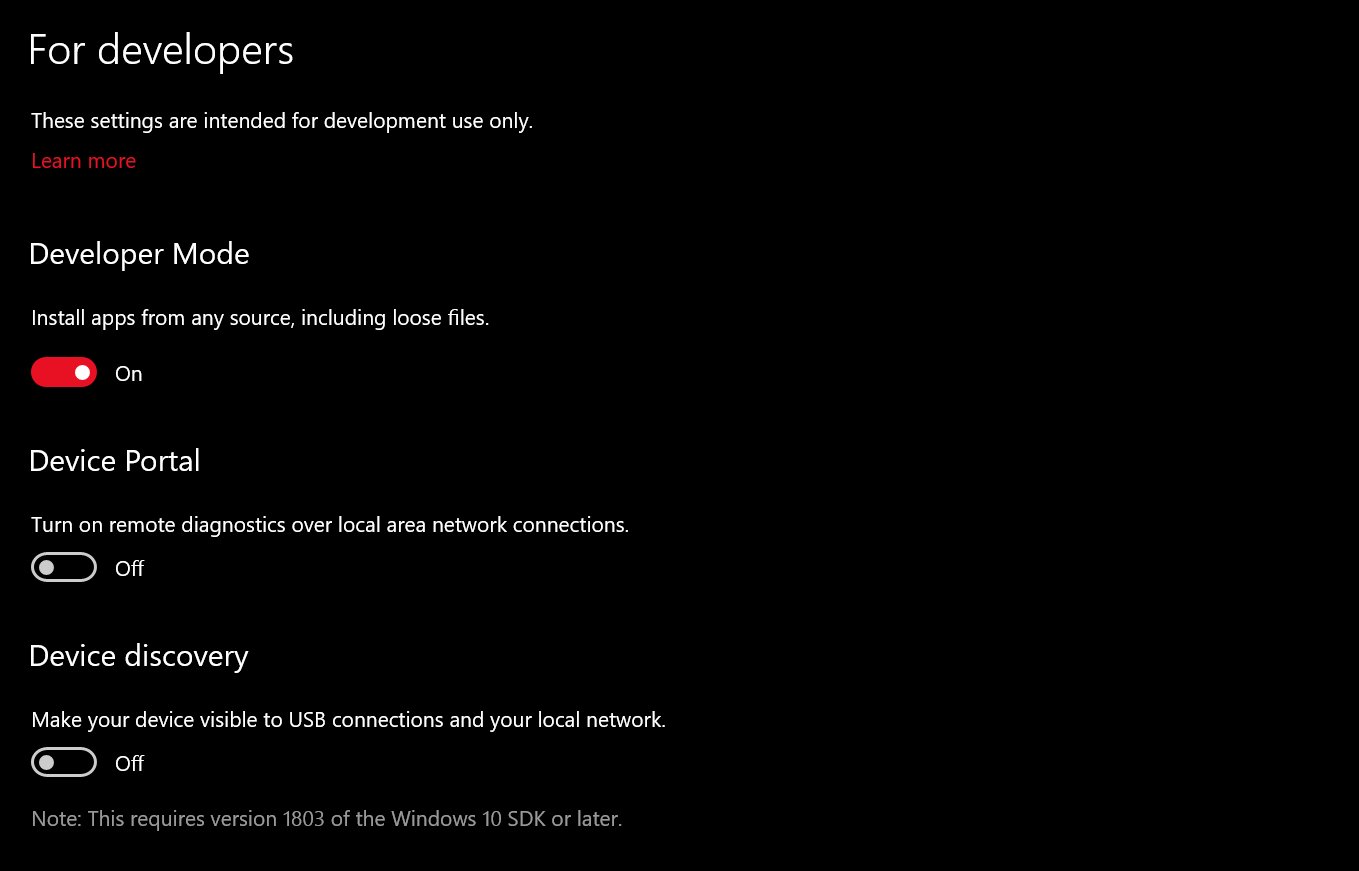 For developers
These settings are intended for development use only.
Learn more
Developer Mode
Install apps from any source, including loose files.
On
Device Portal
Turn on remote diagnostics over local area network connections.
Off
Device discovery
Make your device visible to USB connections and your local network.
Off
Note: This requires version 1803 of the Windows 10 SDK or later.